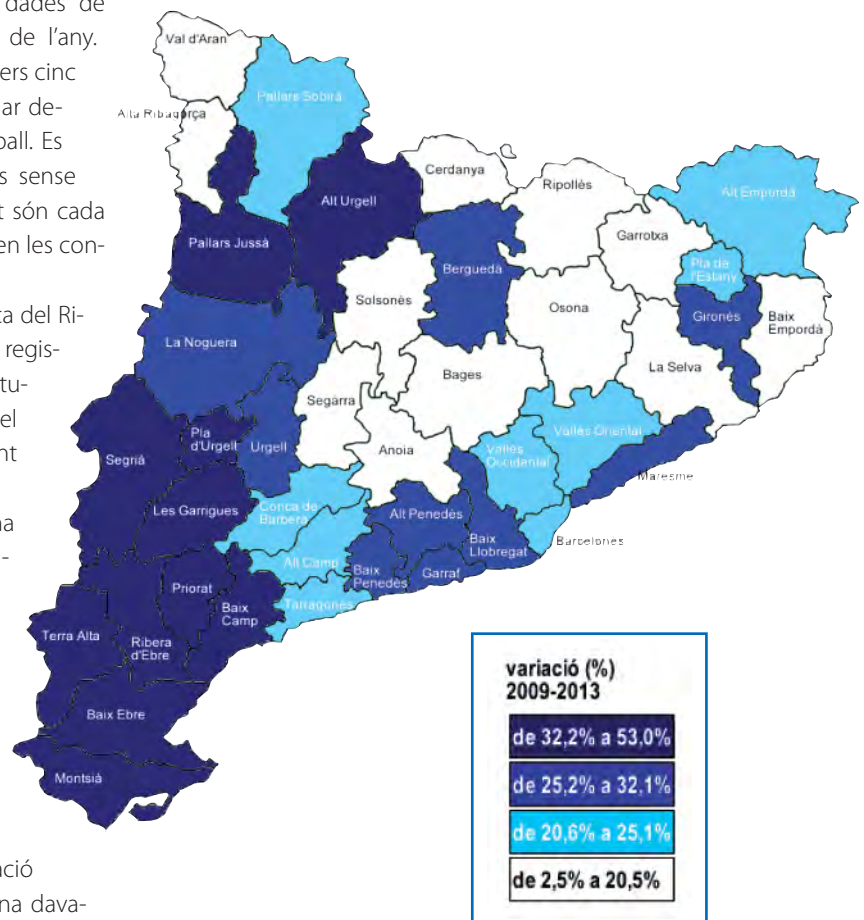 dades de
de l'any.
ers cinc
ar de-
ball. Es
s sense
t són cada
en les con-
ta del Ri-
regis-
tu-
el
nt
na
-
ació
na dava-
Val d'Aran
Pallars Sobirà
Alta Ribagorça
Cerdanya
Ripollès
Alt Empurdà
Alt Urgell
Garrotxa
Pallars Jussà
Berguedà
Pla de
l'Estany
Solsonès
Osona
Gironès
Baix
Empordà
La Noguera
La Selva
Bages
Segarra
Pla
d'Urgell
Urgell
Anoia
Vallès Oriental
Vallès
Occidental
Segrià
Maresme
Les Garrigues
Conca de
Barberà
Alt Penedès
Baix
Llobregat
Barcelones
Alt Camp
Baix
Penedès
Garraf
Priorat
Baix
Camp
Tarragonès
Terra Alta
Ribera
d'Ebre
Baix Ebre
Montsià
variació (%)
2009-2013
de 32,2% a 53,0%
de 25,2% a 32,1%
de 20,6% a 25,1%
de 2,5% a 20,5%